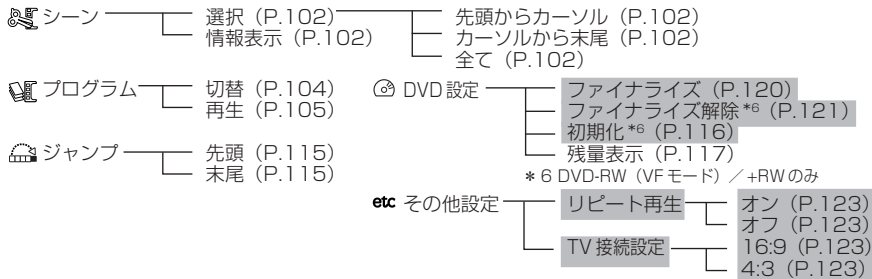 シーン
選択（P.102）
情報表示（P.102）
先頭からカーソル（P.102）
カーソルから末尾（P.102）
全て（P.102）
プログラム
切替（P.104）
再生（P.105）
ジャンプ
先頭（P.115）
末尾（P.115）
DVD設定
ファイナライズ（P.120）
ファイナライズ解除*6（P.121）
初期化*6（P.116）
残量表示（P.117）
* 6 DVD-RW（VFモード）／+RWのみ
etc その他設定
リピート再生
オン（P.123）
オフ（P.123）
TV接続設定
16:9（P.123）
4:3（P.123）